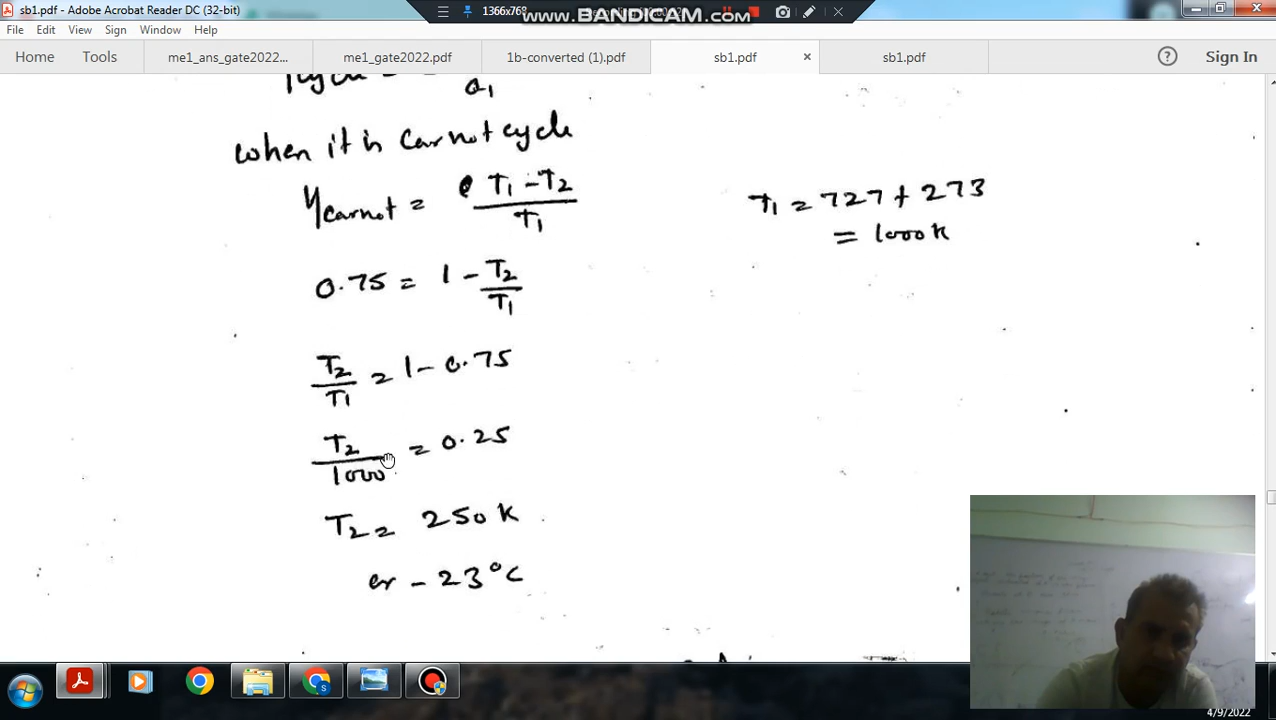 sb1.pdf - Adobe Acrobat Reader DC (32-bit)
1366x768
www.BANDICAM.com
File Edit View Sign Window Help
Home Tools me1_ans_gate2022... me1_gate2022.pdf 1b-converted (1).pdf sb1.pdf × sb1.pdf ? Sign In
Q1
when it is carnot cycle
ηcarnot = T1 - T2 / T1
T1 = 727 + 273
= 1000 K
0.75 = 1 - T2 / T1
T2 / T1 = 1 - 0.75
T2 / 1000 = 0.25
T2 = 250 K
or - 23°C
4/9/2022